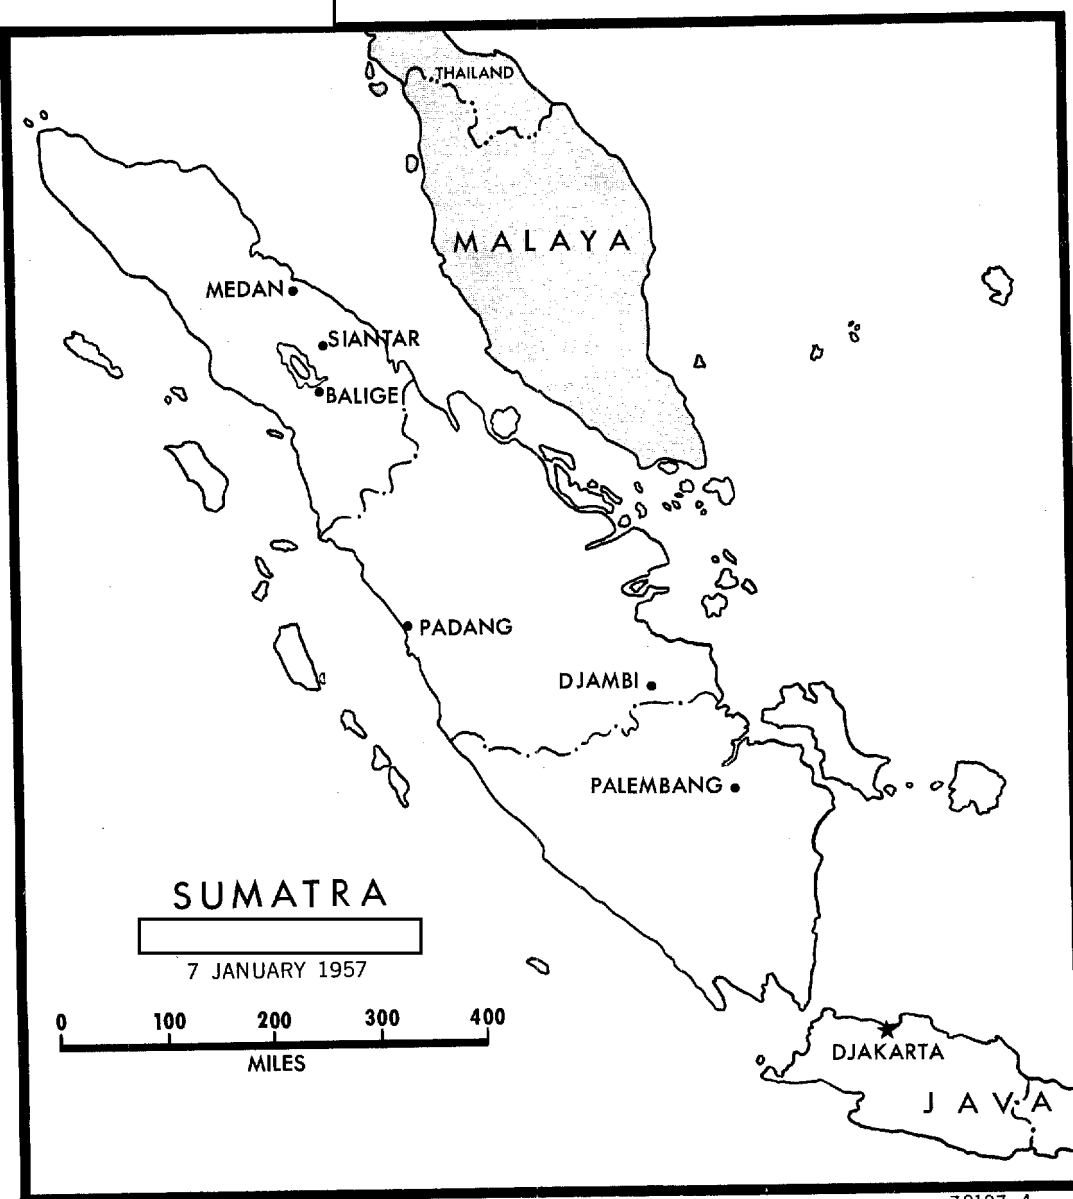 THAILAND
MALAYA
MEDAN
SIANTAR
BALIGE
PADANG
DJAMBI
PALEMBANG
SUMATRA
7 JANUARY 1957
0 100 200 300 400
MILES
DJAKARTA
JAVA